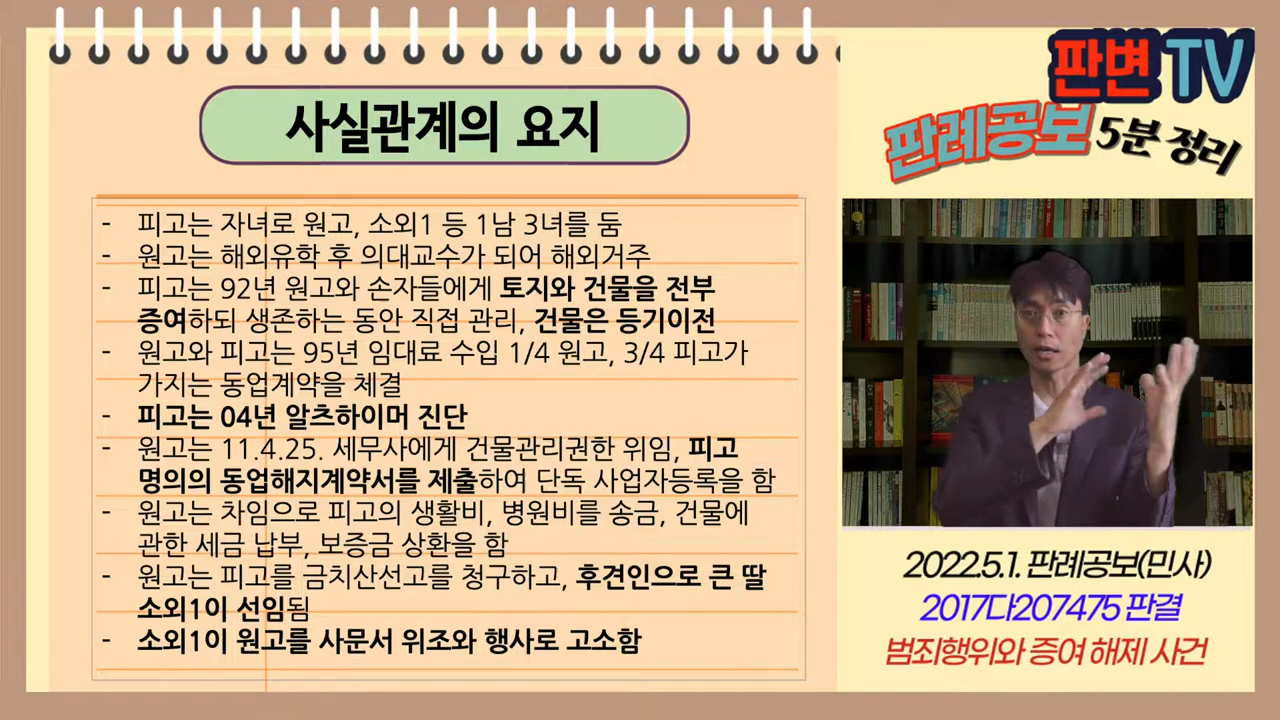 사실관계의 요지
- 피고는 자녀로 원고, 소외1 등 1남 3녀를 둠
- 원고는 해외유학 후 의대교수가 되어 해외거주
- 피고는 92년 원고와 손자들에게 토지와 건물을 전부
증여하되 생존하는 동안 직접 관리, 건물은 등기이전
- 원고와 피고는 95년 임대료 수입 1/4 원고, 3/4 피고가
가지는 동업계약을 체결
- 피고는 04년 알츠하이머 진단
- 원고는 11.4.25. 세무사에게 건물관리권한 위임, 피고
명의의 동업해지계약서를 제출하여 단독 사업자등록을 함
- 원고는 차임으로 피고의 생활비, 병원비를 송금, 건물에
관한 세금 납부, 보증금 상환을 함
- 원고는 피고를 금치산선고를 청구하고, 후견인으로 큰 딸
소외1이 선임됨
- 소외1이 원고를 사문서 위조와 행사로 고소함
판변 TV
판례공보 5분 정리
2022.5.1. 판례공보(민사)
2017다207475 판결
범죄행위와 증여 해제 사건